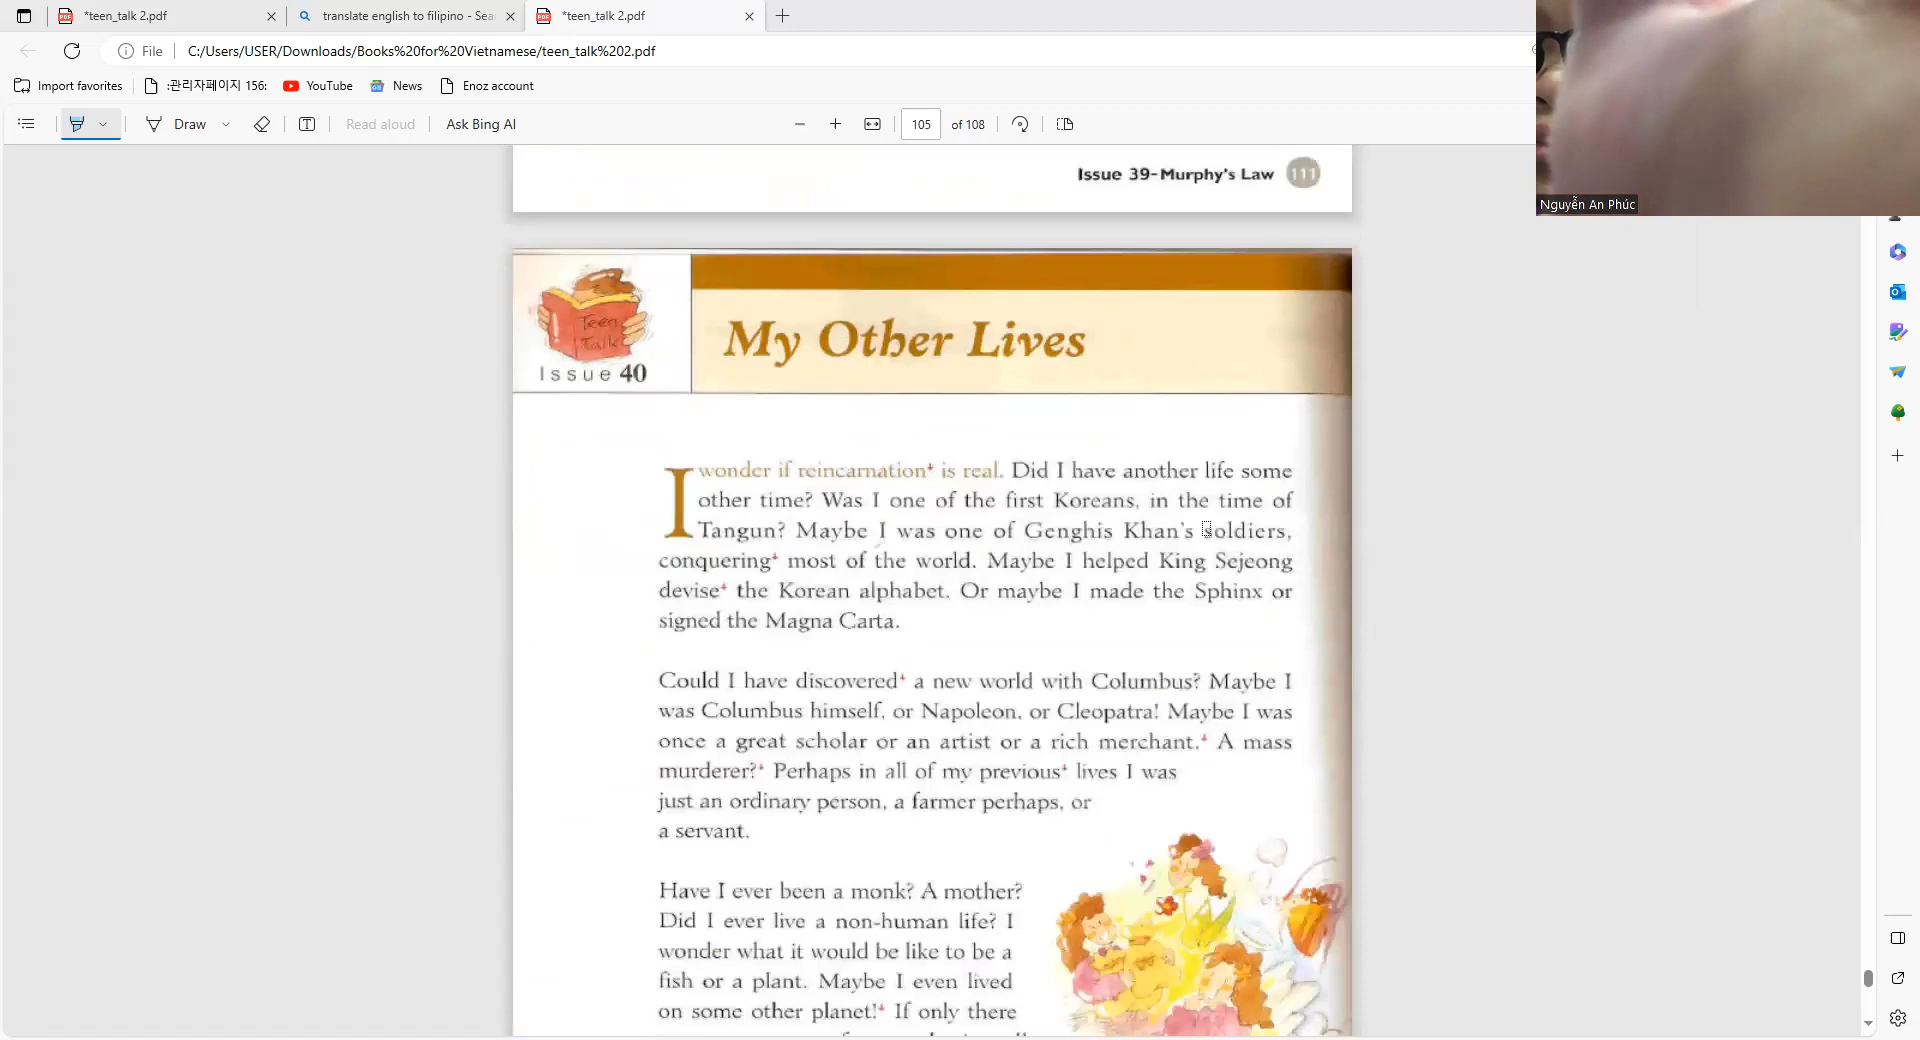 *teen_talk 2.pdf
translate english to filipino - Sea
*teen_talk 2.pdf
File
C:/Users/USER/Downloads/Books%20for%20Vietnamese/teen_talk%202.pdf
Import favorites
:관리자페이지 156:
YouTube
News
Enoz account
Draw
Read aloud
Ask Bing AI
105 of 108
Nguyễn An Phúc
Issue 39-Murphy's Law 111
Teen
Talk
Issue 40
My Other Lives
I wonder if reincarnation+ is real. Did I have another life some
other time? Was I one of the first Koreans, in the time of
Tangun? Maybe I was one of Genghis Khan's soldiers,
conquering+ most of the world. Maybe I helped King Sejeong
devise+ the Korean alphabet. Or maybe I made the Sphinx or
signed the Magna Carta.
Could I have discovered+ a new world with Columbus? Maybe I
was Columbus himself, or Napoleon, or Cleopatra! Maybe I was
once a great scholar or an artist or a rich merchant.+ A mass
murderer?+ Perhaps in all of my previous+ lives I was
just an ordinary person, a farmer perhaps, or
a servant.
Have I ever been a monk? A mother?
Did I ever live a non-human life? I
wonder what it would be like to be a
fish or a plant. Maybe I even lived
on some other planet!+ If only there